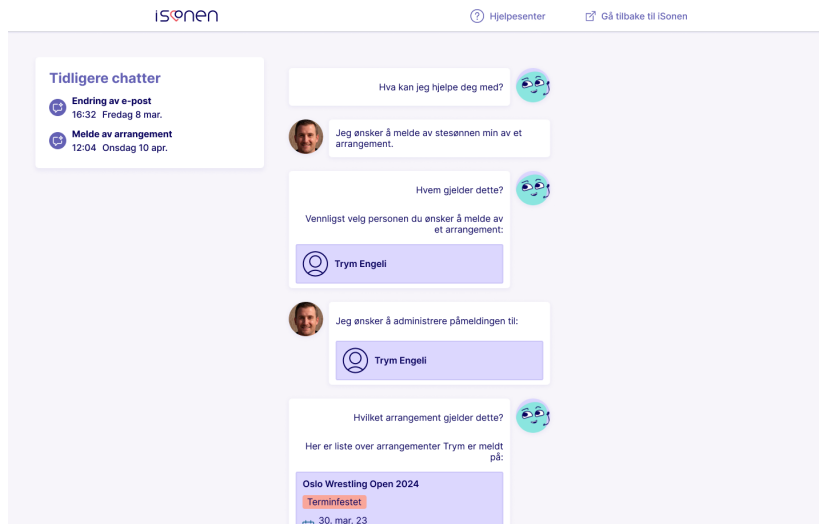 isonen
Hjelpesenter
Gå tilbake til iSonen
Tidligere chatter
Endring av e-post
16:32 Fredag 8 mar.
Melde av arrangement
12:04 Onsdag 10 apr.
Hva kan jeg hjelpe deg med?
Jeg ønsker å melde av stesønnen min av et
arrangement.
Hvem gjelder dette?
Vennligst velg personen du ønsker å melde av
et arrangement:
Trym Engeli
Jeg ønsker å administrere påmeldingen til:
Trym Engeli
Hvilket arrangement gjelder dette?
Her er liste over arrangementer Trym er meldt
på:
Oslo Wrestling Open 2024
Terminfestet
30. mar. 23